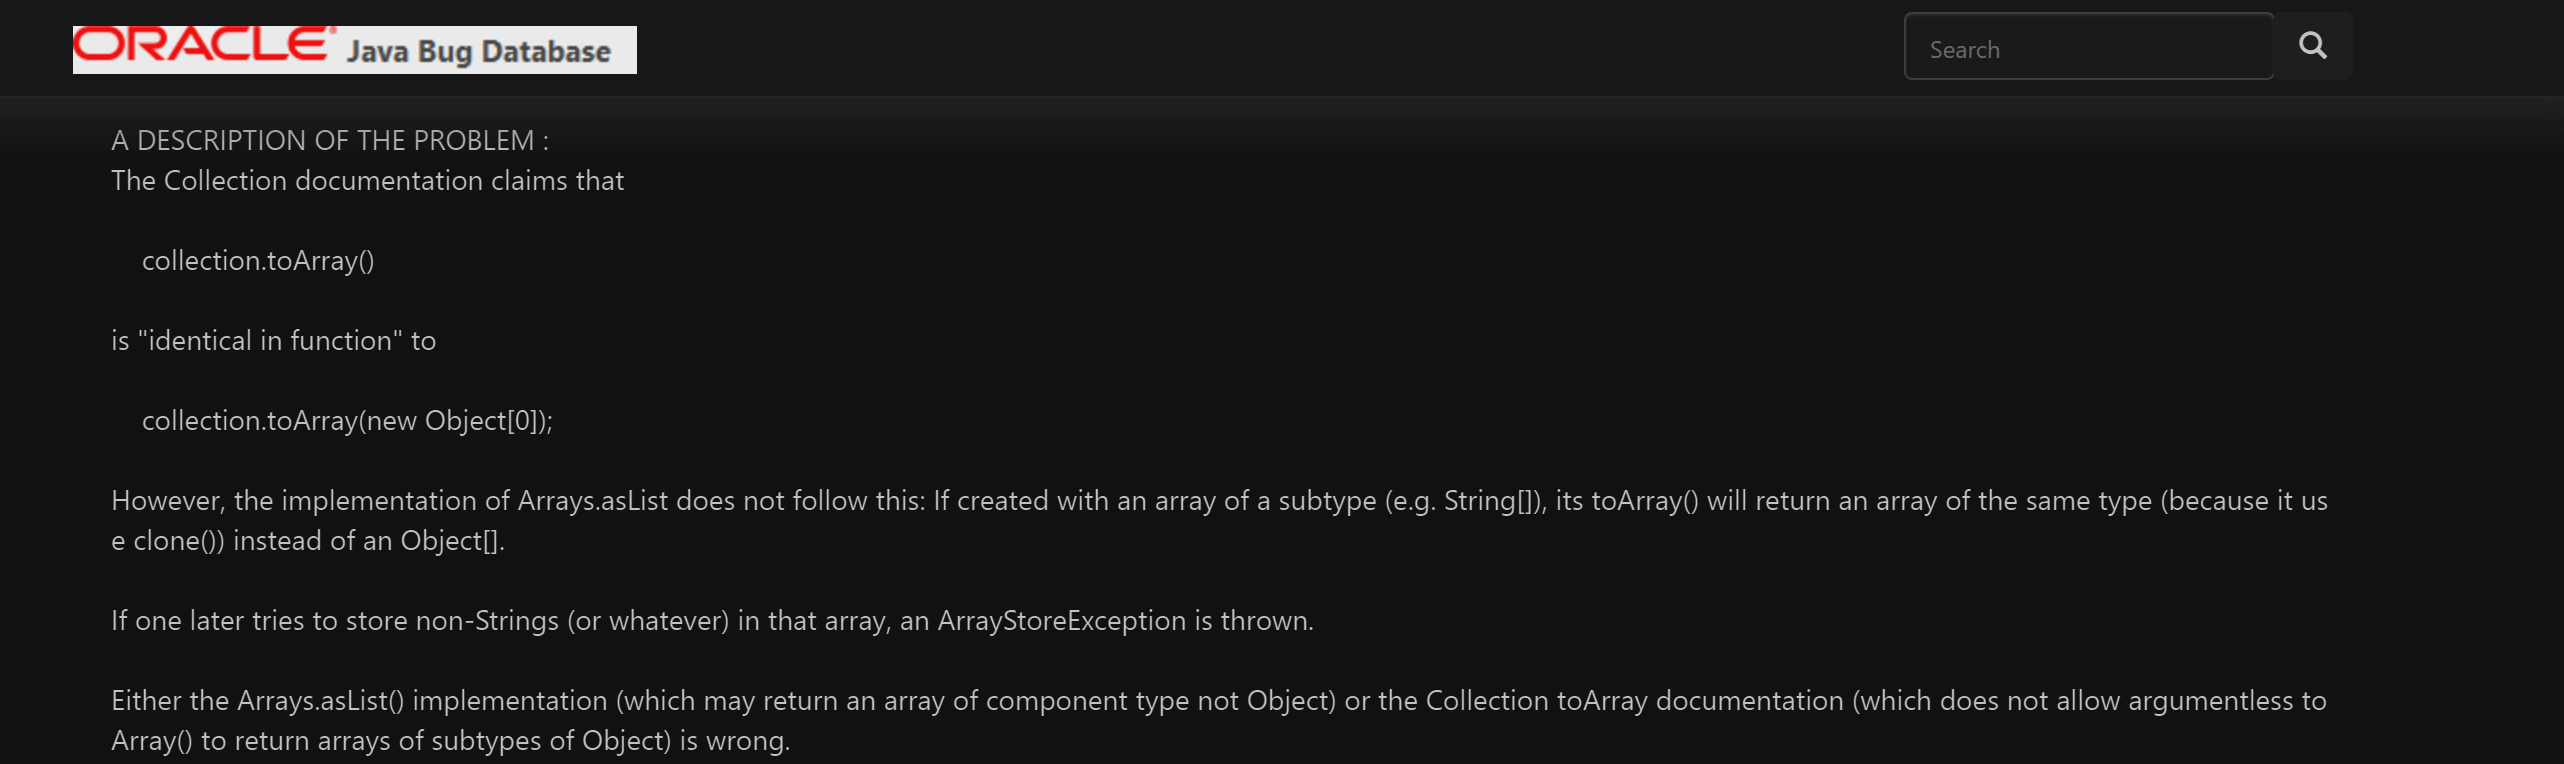 ORACLE® Java Bug Database
Search
A DESCRIPTION OF THE PROBLEM :
The Collection documentation claims that
collection.toArray()
is "identical in function" to
collection.toArray(new Object[0]);
However, the implementation of Arrays.asList does not follow this: If created with an array of a subtype (e.g. String[]), its toArray() will return an array of the same type (because it us
e clone()) instead of an Object[].
If one later tries to store non-Strings (or whatever) in that array, an ArrayStoreException is thrown.
Either the Arrays.asList() implementation (which may return an array of component type not Object) or the Collection toArray documentation (which does not allow argumentless to
Array() to return arrays of subtypes of Object) is wrong.